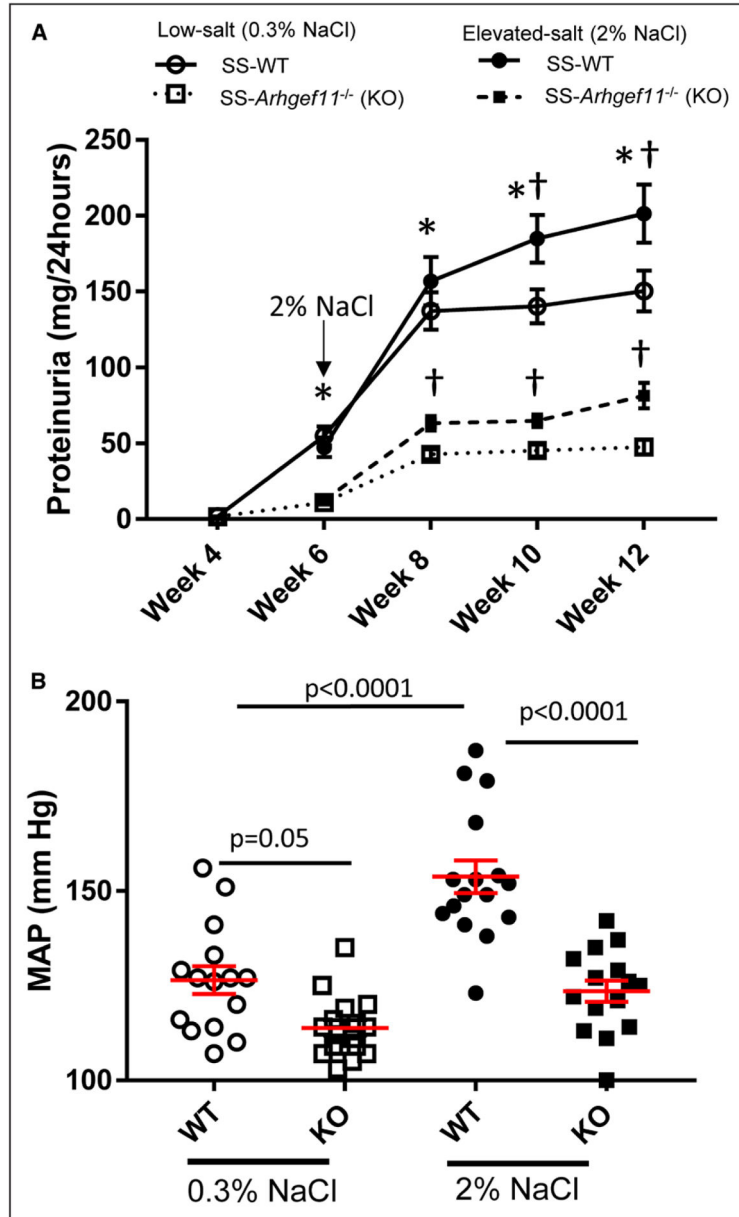 A
Low-salt (0.3% NaCl) Elevated-salt (2% NaCl)
SS-WT SS-WT
SS-Arhgef11-/- (KO) SS-Arhgef11-/- (KO)
250
200
150
100
50
0
Proteinuria (mg/24hours)
* *† *†
2% NaCl
* † † †
Week 4 Week 6 Week 8 Week 10 Week 12
B
p<0.0001
p<0.0001
p=0.05
200
150
100
MAP (mm Hg)
WT KO WT KO
0.3% NaCl 2% NaCl